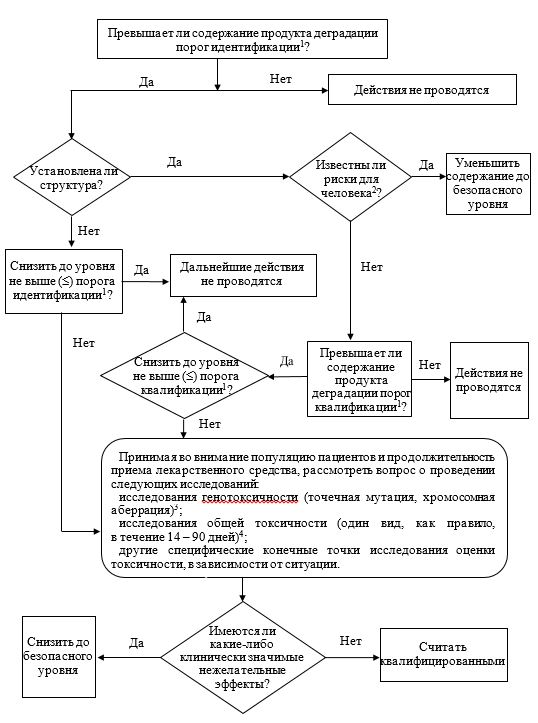 Превышает ли содержание продукта деградации
порог идентификации¹?
Да
Нет
Действия не проводятся
Установлена ли
структура?
Да
Известны ли
риски для
человека²?
Да
Уменьшить
содержание до
безопасного
уровня
Нет
Снизить до уровня
не выше (≤) порога
идентификации¹?
Да
Дальнейшие действия
не проводятся
Нет
Нет
Да
Снизить до уровня
не выше (≤) порога
квалификации¹?
Да
Превышает ли
содержание
продукта
деградации порог
квалификации¹?
Нет
Действия не
проводятся
Нет
Принимая во внимание популяцию пациентов и продолжительность
приема лекарственного средства, рассмотреть вопрос о проведении
следующих исследований:
исследования генотоксичности (точечная мутация, хромосомная
аберрация)³;
исследования общей токсичности (один вид, как правило,
в течение 14 – 90 дней)⁴;
другие специфические конечные точки исследования оценки
токсичности, в зависимости от ситуации.
Снизить до
безопасного
уровня
Да
Имеются ли
какие-либо
клинически значимые
нежелательные
эффекты?
Нет
Считать
квалифицированными